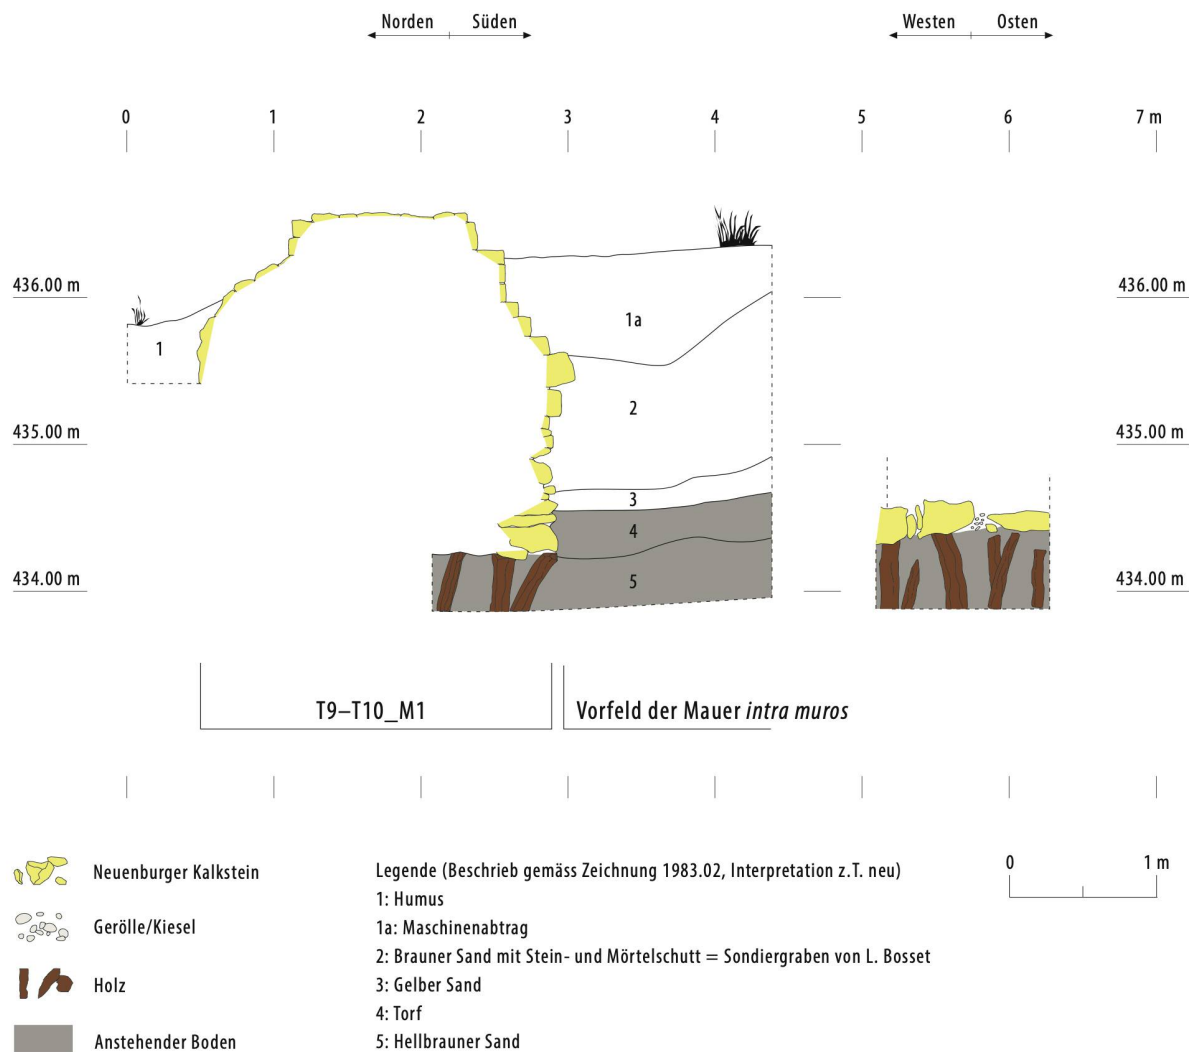 Norden Süden Westen Osten
0 1 2 3 4 5 6 7 m
436.00 m 436.00 m
1a
1
2
435.00 m 435.00 m
3
4
434.00 m 5 434.00 m
T9–T10_M1 Vorfeld der Mauer intra muros
Neuenburger Kalkstein
Gerölle/Kiesel
Holz
Anstehender Boden
Legende (Beschrieb gemäss Zeichnung 1983.02, Interpretation z.T. neu)
1: Humus
1a: Maschinenabtrag
2: Brauner Sand mit Stein- und Mörtelschutt = Sondiergraben von L. Bosset
3: Gelber Sand
4: Torf
5: Hellbrauner Sand
0 1 m